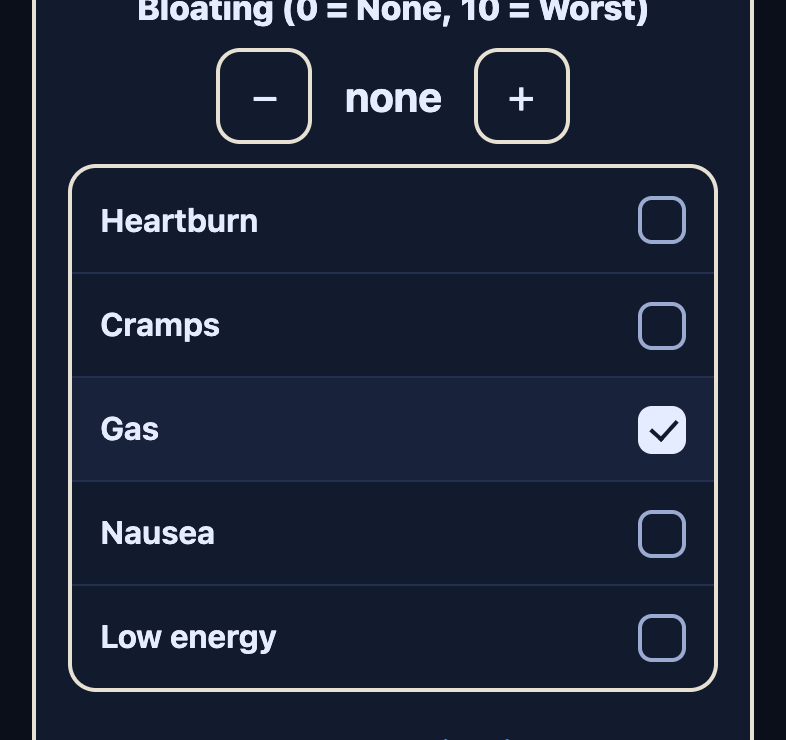 Bloating (0 = None, 10 = Worst)
− none +
Heartburn
Cramps
Gas
Nausea
Low energy